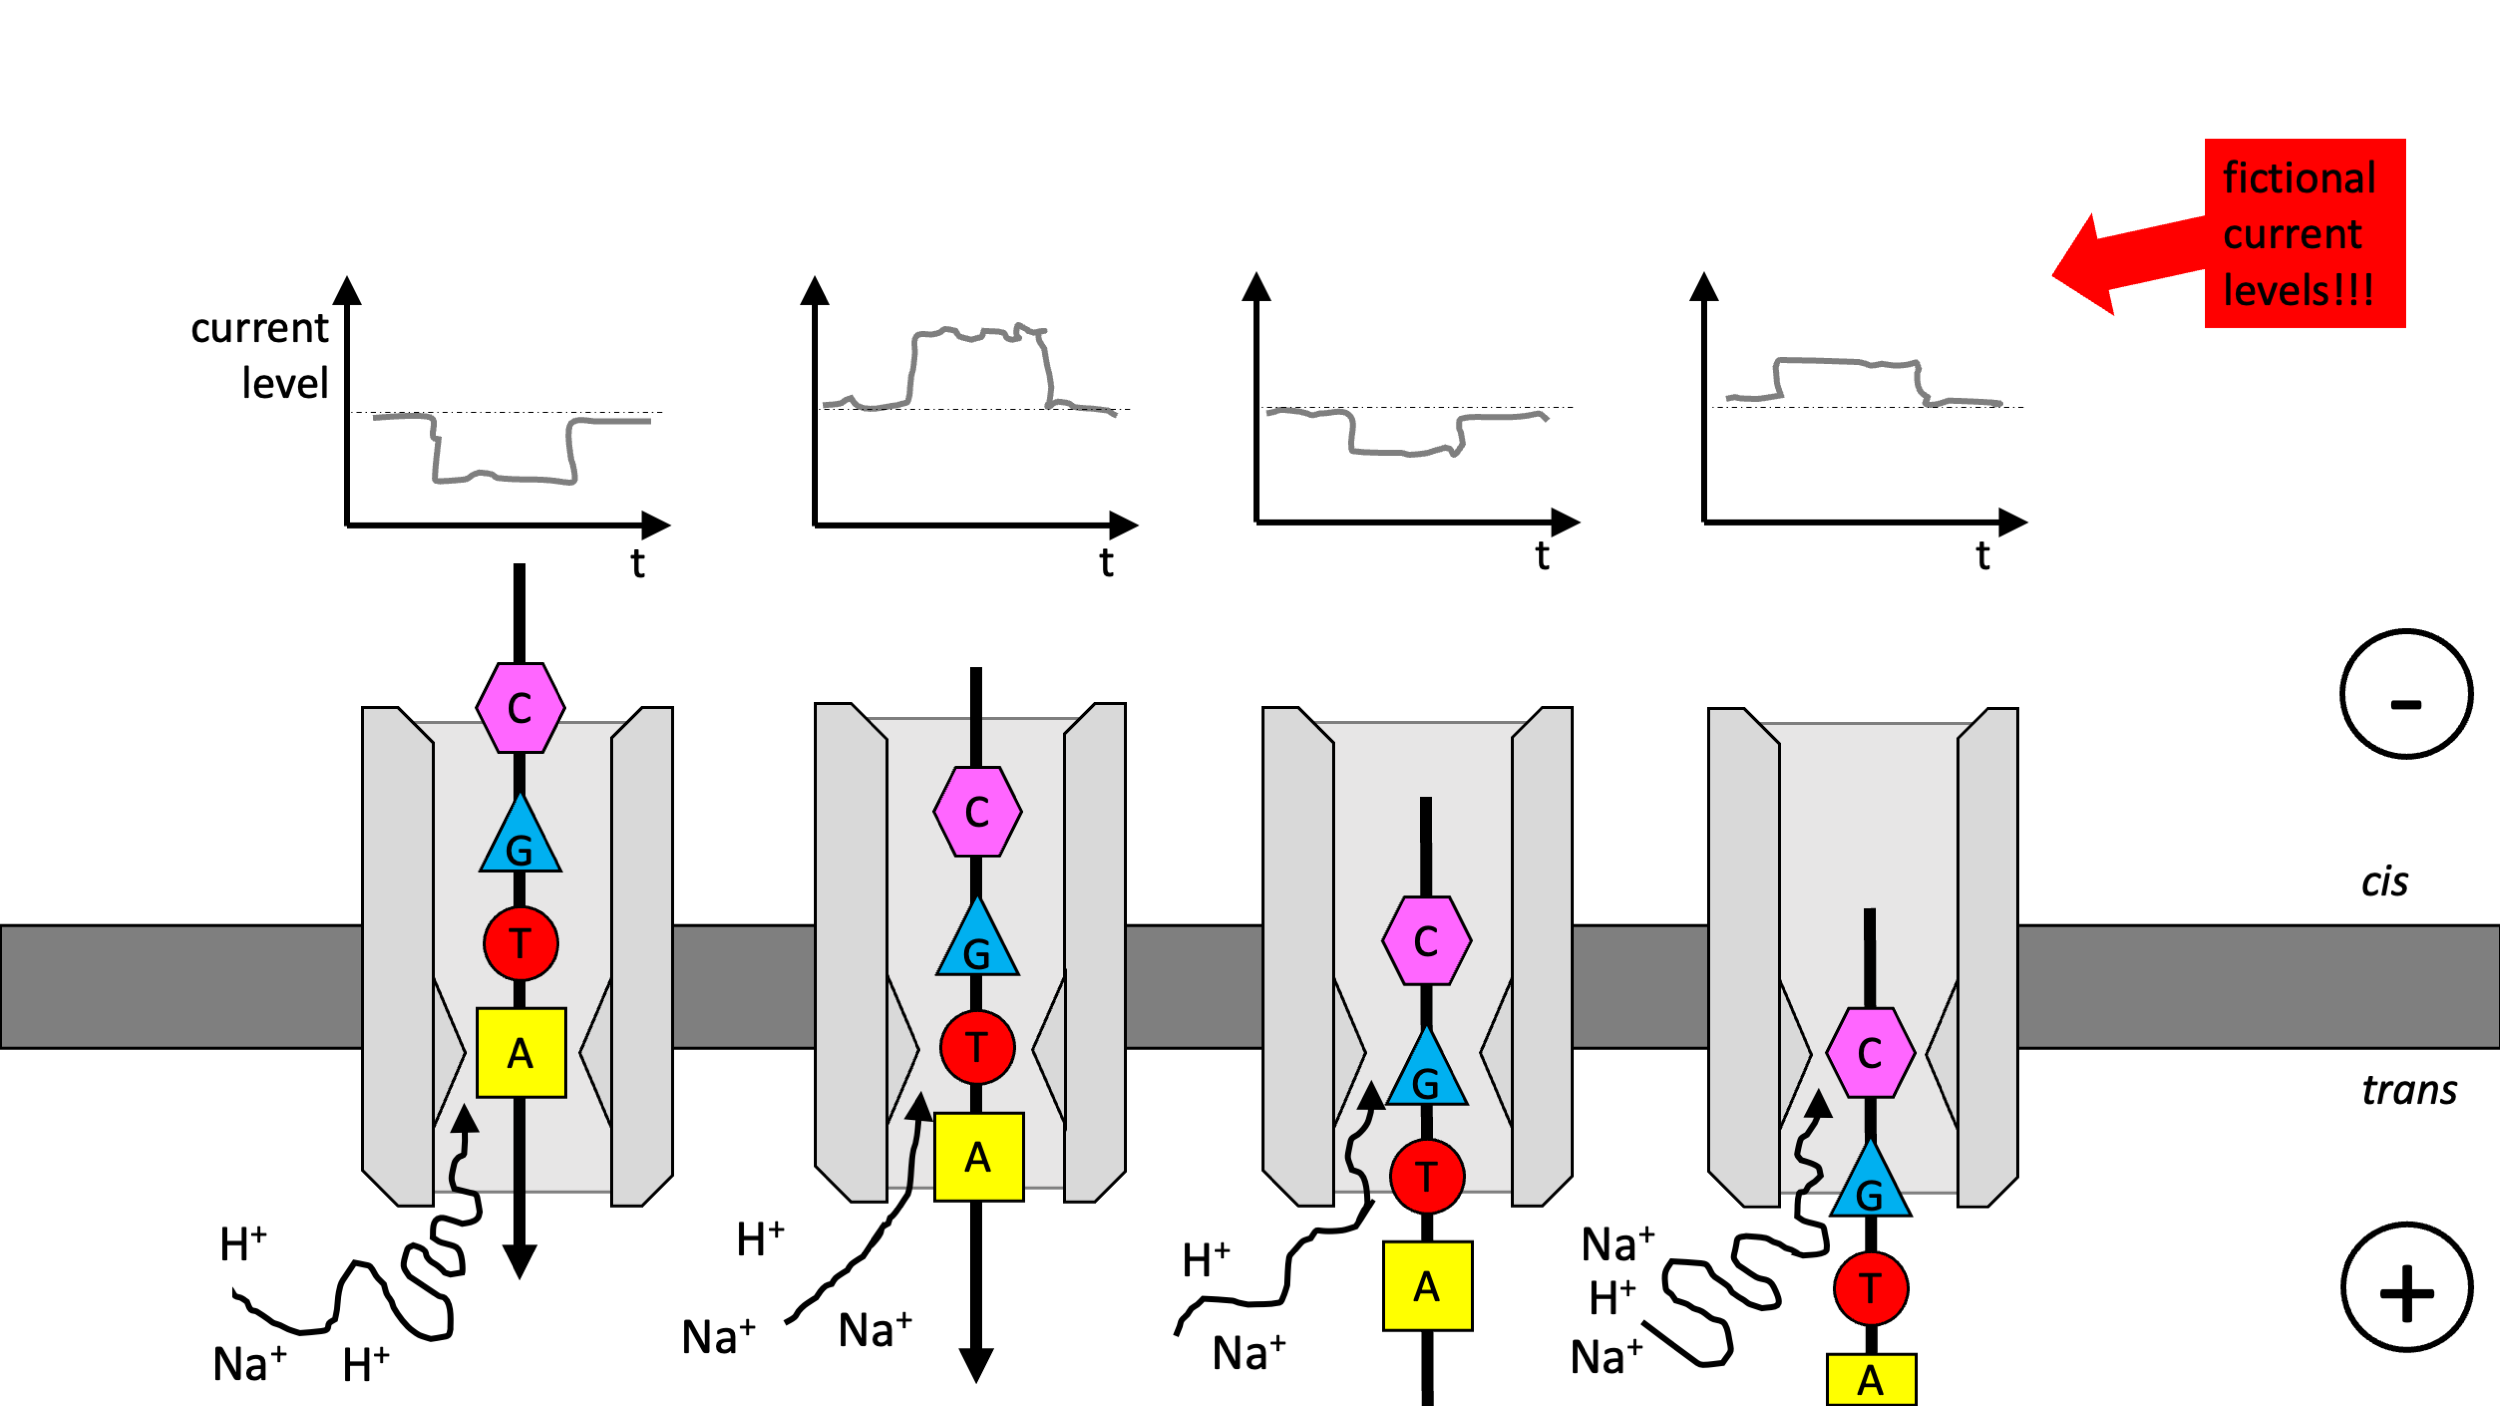 fictional
current
levels!!!
current
level
t
t
t
t
C
G
T
A
C
G
T
A
C
G
T
A
C
G
T
A
-
cis
trans
+
H⁺
Na⁺
H⁺
H⁺
Na⁺
Na⁺
H⁺
Na⁺
Na⁺
H⁺
Na⁺